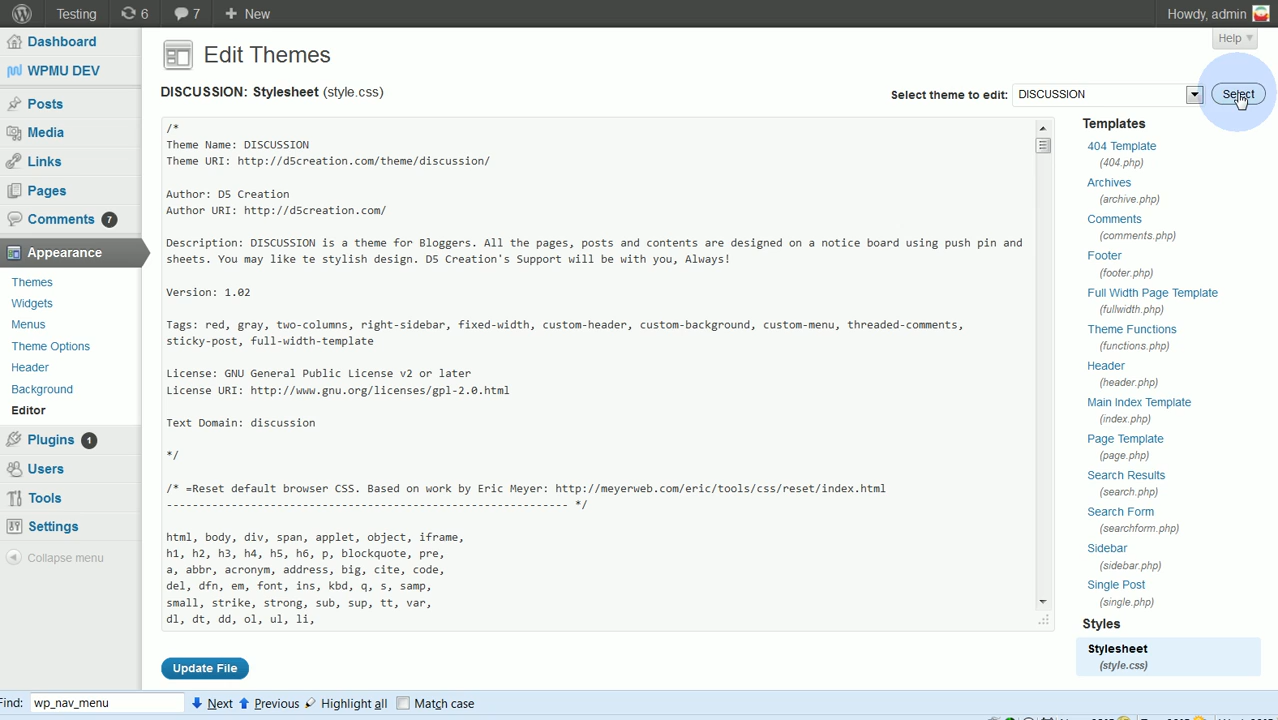 Testing 6 7 + New Howdy, admin
Dashboard
WPMU DEV
Posts
Media
Links
Pages
Comments 7
Appearance
Themes
Widgets
Menus
Theme Options
Header
Background
Editor
Plugins 1
Users
Tools
Settings
Collapse menu
Help
Edit Themes
DISCUSSION: Stylesheet (style.css)
Select theme to edit: DISCUSSION Select
/*
Theme Name: DISCUSSION
Theme URI: http://d5creation.com/theme/discussion/
Author: D5 Creation
Author URI: http://d5creation.com/
Description: DISCUSSION is a theme for Bloggers. All the pages, posts and contents are designed on a notice board using push pin and
sheets. You may like te stylish design. D5 Creation's Support will be with you, Always!
Version: 1.02
Tags: red, gray, two-columns, right-sidebar, fixed-width, custom-header, custom-background, custom-menu, threaded-comments,
sticky-post, full-width-template
License: GNU General Public License v2 or later
License URI: http://www.gnu.org/licenses/gpl-2.0.html
Text Domain: discussion
*/
/* =Reset default browser CSS. Based on work by Eric Meyer: http://meyerweb.com/eric/tools/css/reset/index.html
-------------------------------------------------------------- */
html, body, div, span, applet, object, iframe,
h1, h2, h3, h4, h5, h6, p, blockquote, pre,
a, abbr, acronym, address, big, cite, code,
del, dfn, em, font, ins, kbd, q, s, samp,
small, strike, strong, sub, sup, tt, var,
dl, dt, dd, ol, ul, li,
Update File
Templates
404 Template
(404.php)
Archives
(archive.php)
Comments
(comments.php)
Footer
(footer.php)
Full Width Page Template
(fullwidth.php)
Theme Functions
(functions.php)
Header
(header.php)
Main Index Template
(index.php)
Page Template
(page.php)
Search Results
(search.php)
Search Form
(searchform.php)
Sidebar
(sidebar.php)
Single Post
(single.php)
Styles
Stylesheet
(style.css)
Find: wp_nav_menu Next Previous Highlight all Match case